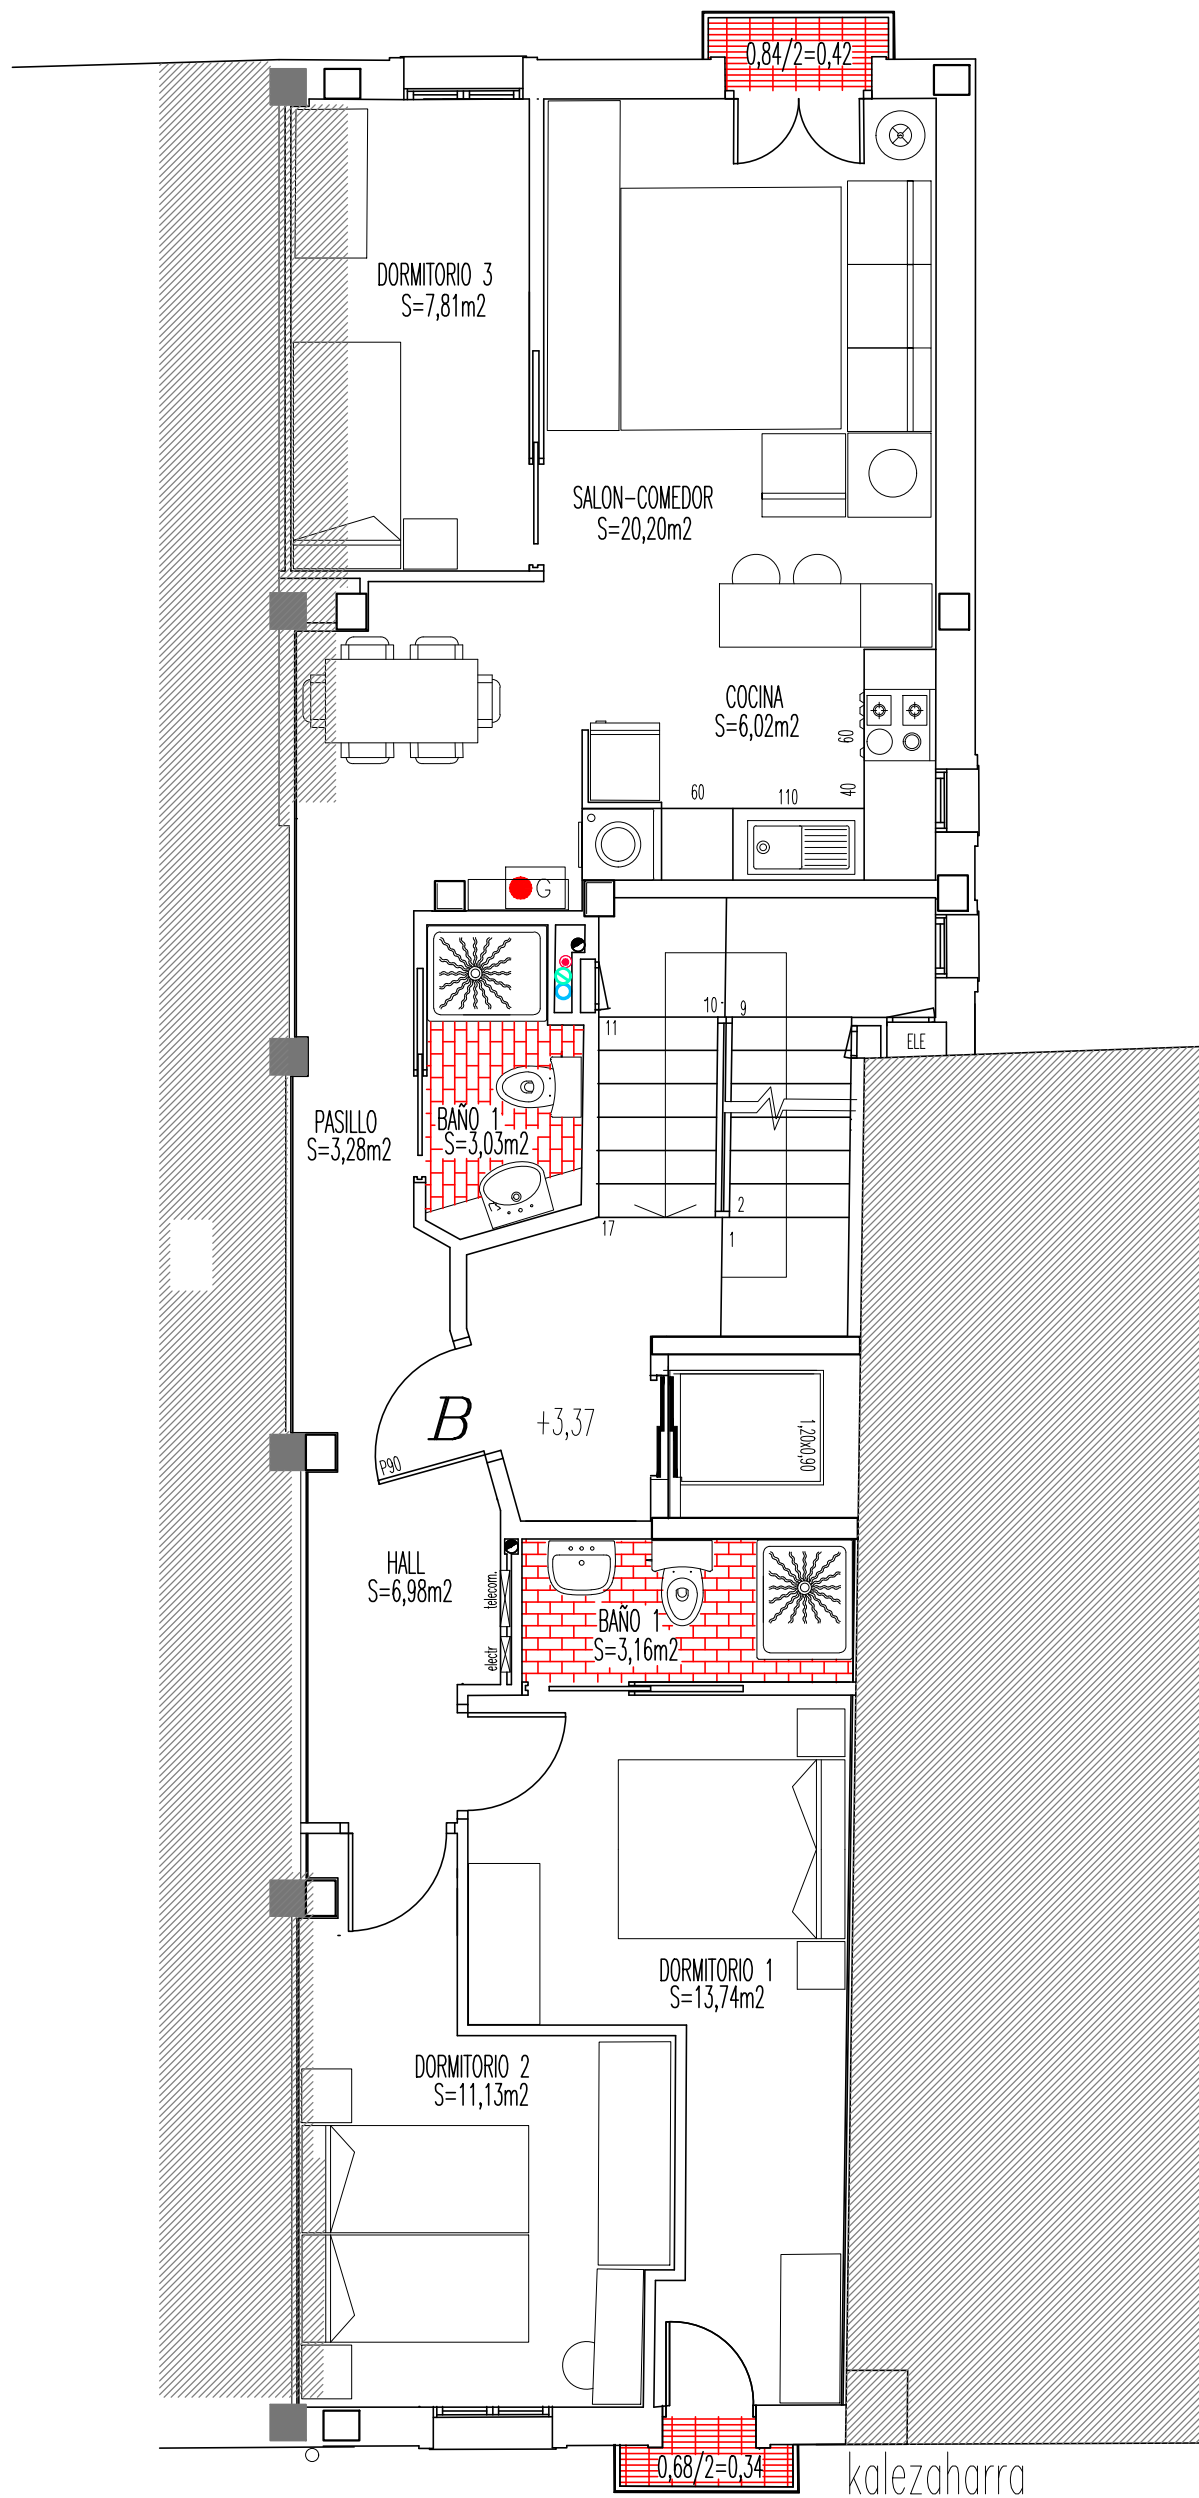 0,84/2=0,42
DORMITORIO 3
S=7,81m2
SALON-COMEDOR
S=20,20m2
COCINA
S=6,02m2
60
40
60
110
G
10
9
11
ELE
PASILLO
S=3,28m2
BAÑO 1
S=3,03m2
2
17
1
B
+3,37
P90
1,20x0,90
HALL
S=6,98m2
telecom.
electr
BAÑO 1
S=3,16m2
DORMITORIO 1
S=13,74m2
DORMITORIO 2
S=11,13m2
0,68/2=0,34
kalezaharra